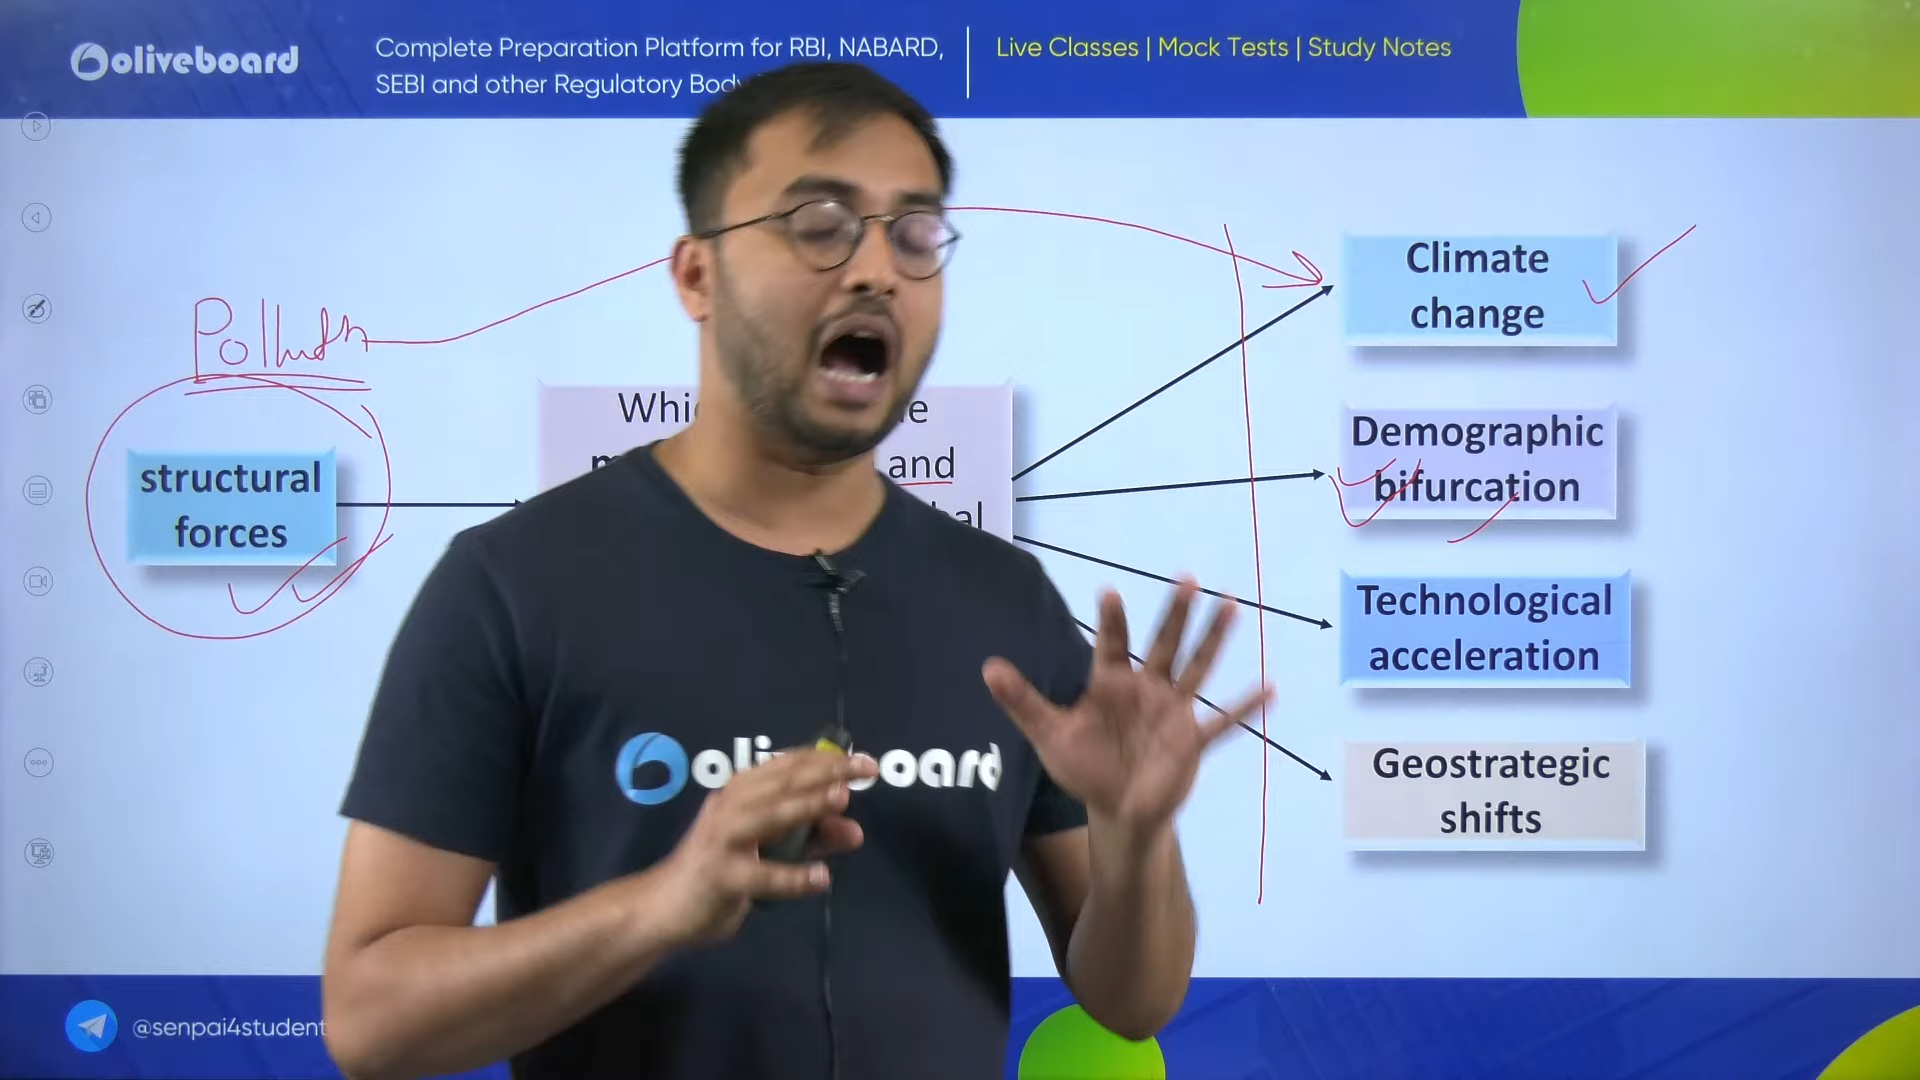 oliveboard
Complete Preparation Platform for RBI, NABARD,
SEBI and other Regulatory Body
Live Classes | Mock Tests | Study Notes
structural
forces
and
Climate
change
Demographic
bifurcation
Technological
acceleration
Geostrategic
shifts
@senpai4student